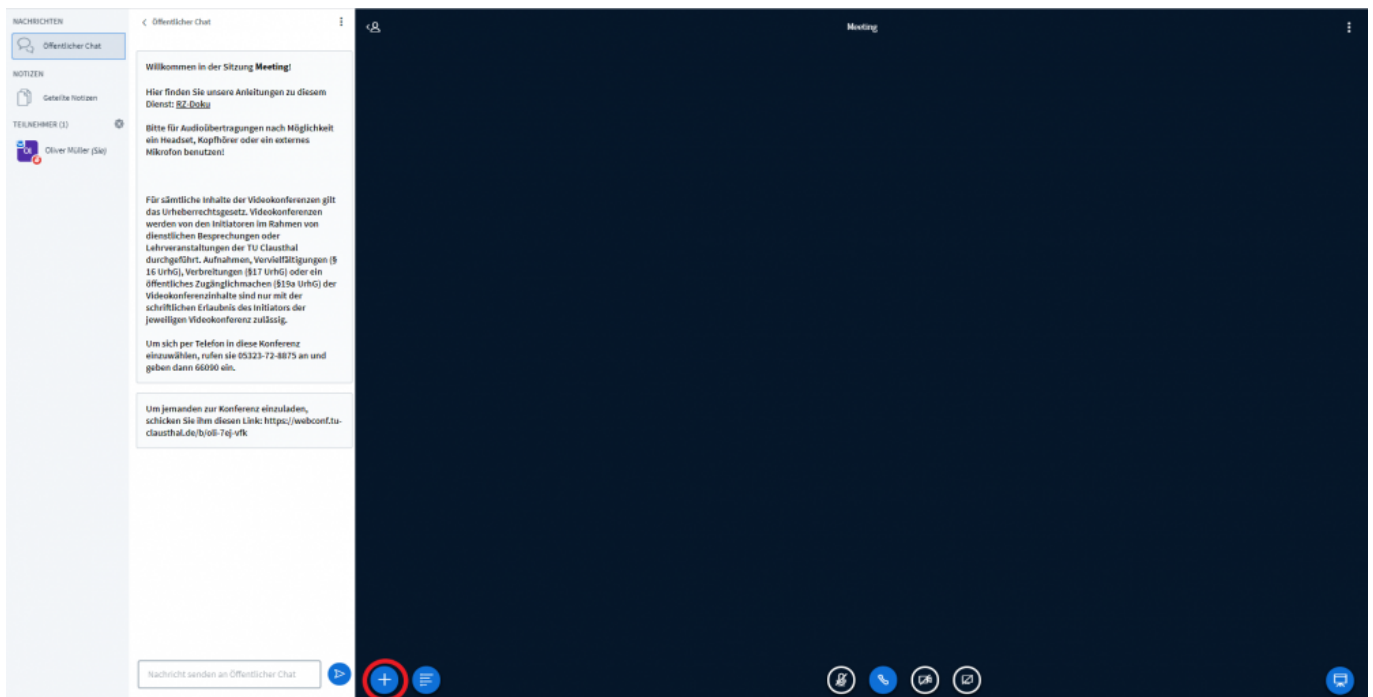 NACHRICHTEN
Öffentlicher Chat
NOTIZEN
Geteilte Notizen
TEILNEHMER (1)
Oliver Müller (Sie)
Öffentlicher Chat
Willkommen in der Sitzung Meeting!
Hier finden Sie unsere Anleitungen zu diesem
Dienst: RZ-Doku
Bitte für Audioübertragungen nach Möglichkeit
ein Headset, Kopfhörer oder ein externes
Mikrofon benutzen!
Für sämtliche Inhalte der Videokonferenzen gilt
das Urheberrechtsgesetz. Videokonferenzen
werden von den Initiatoren im Rahmen von
dienstlichen Besprechungen oder
Lehrveranstaltungen der TU Clausthal
durchgeführt. Aufnahmen, Vervielfältigungen (§
16 UrhG), Verbreitungen (§17 UrhG) oder ein
öffentliches Zugänglichmachen (§19a UrhG) der
Videokonferenzinhalte sind nur mit der
schriftlichen Erlaubnis des Initiators der
jeweiligen Videokonferenz zulässig.
Um sich per Telefon in diese Konferenz
einzuwählen, rufen sie 05323-72-8875 an und
geben dann 66090 ein.
Um jemanden zur Konferenz einzuladen,
schicken Sie ihm diesen Link: https://webconf.tu-
clausthal.de/b/oli-7ej-vfk
Nachricht senden an Öffentlicher Chat
Meeting